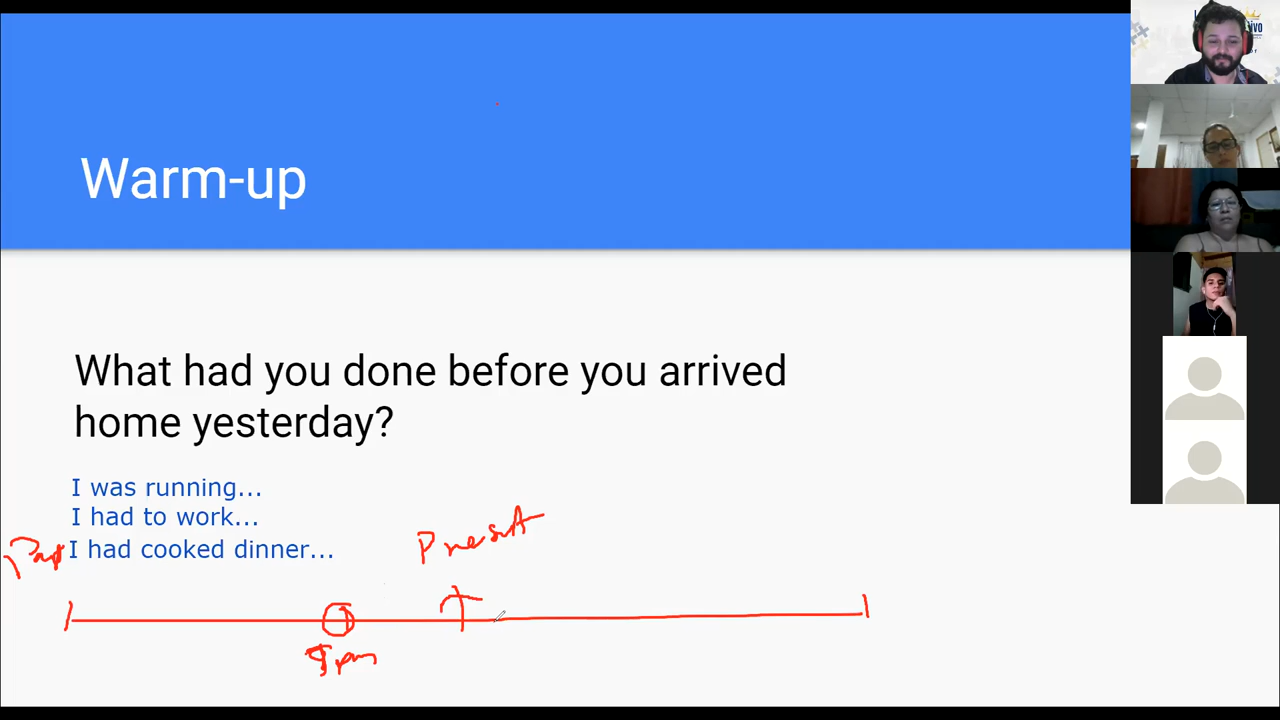 Warm-up
What had you done before you arrived
home yesterday?
I was running...
I had to work...
I had cooked dinner...
Past
Present